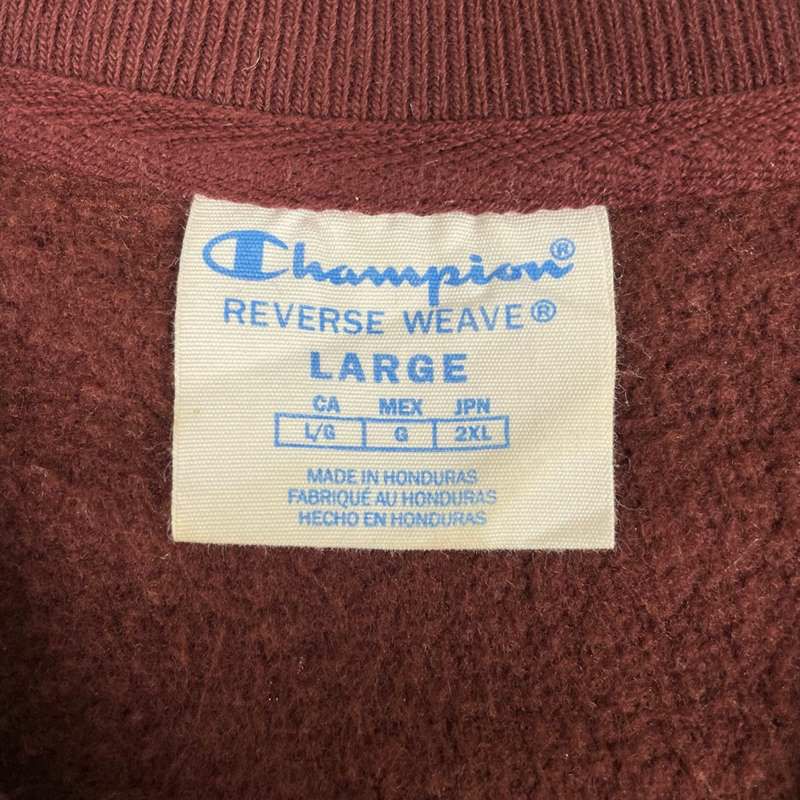 Champion®
REVERSE WEAVE®
LARGE
CA MEX JPN
L/G G 2XL
MADE IN HONDURAS
FABRIQUÉ AU HONDURAS
HECHO EN HONDURAS